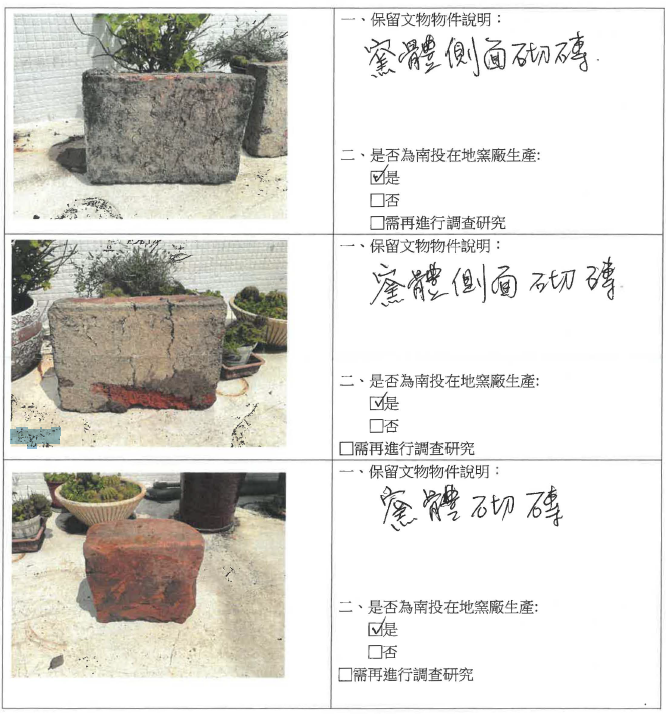 一、保留文物物件說明：
窯體側面砌磚
二、是否為南投在地窯廠生產:
☑是
□否
□需再進行調查研究
一、保留文物物件說明：
窯體側面砌磚
二、是否為南投在地窯廠生產:
☑是
□否
□需再進行調查研究
一、保留文物物件說明：
窯體砌磚
二、是否為南投在地窯廠生產:
☑是
□否
□需再進行調查研究